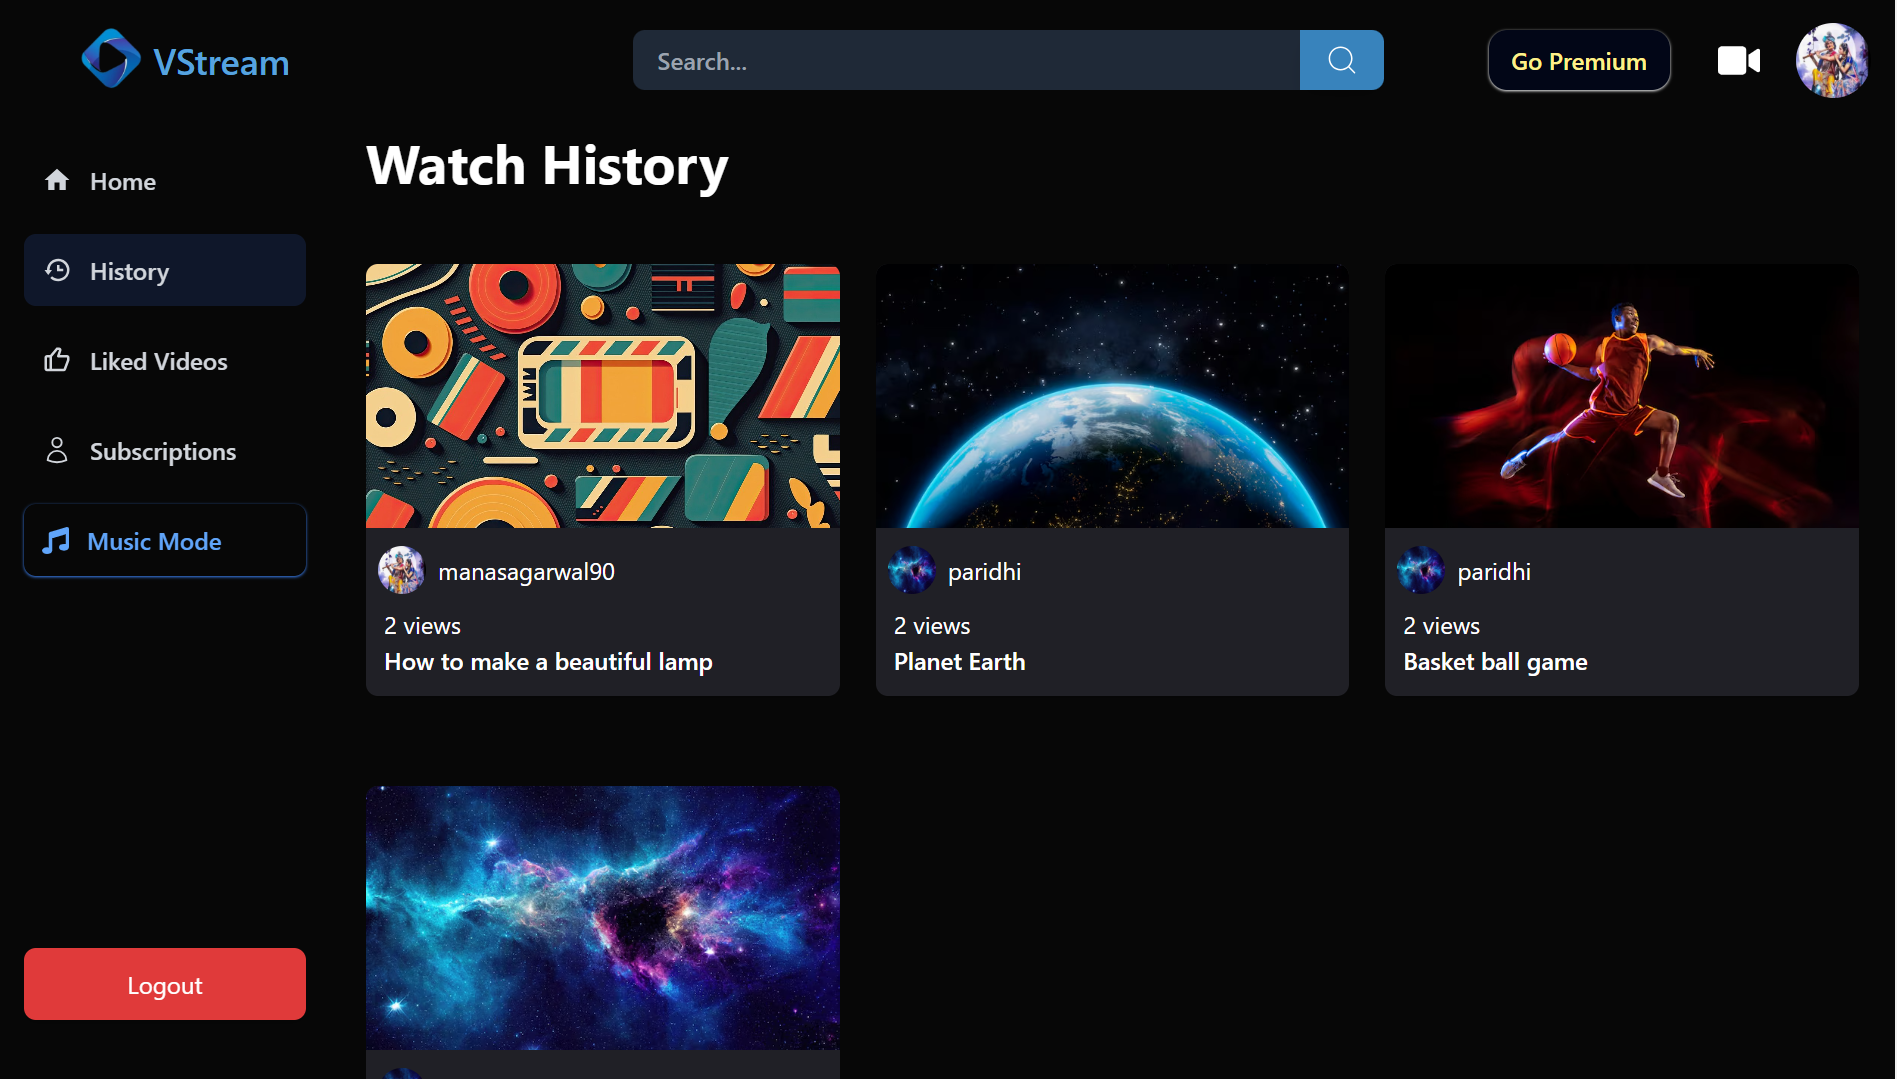 VStream
Search...
Go Premium
Home
History
Liked Videos
Subscriptions
Music Mode
Logout
Watch History
manasagarwal90
2 views
How to make a beautiful lamp
paridhi
2 views
Planet Earth
paridhi
2 views
Basket ball game